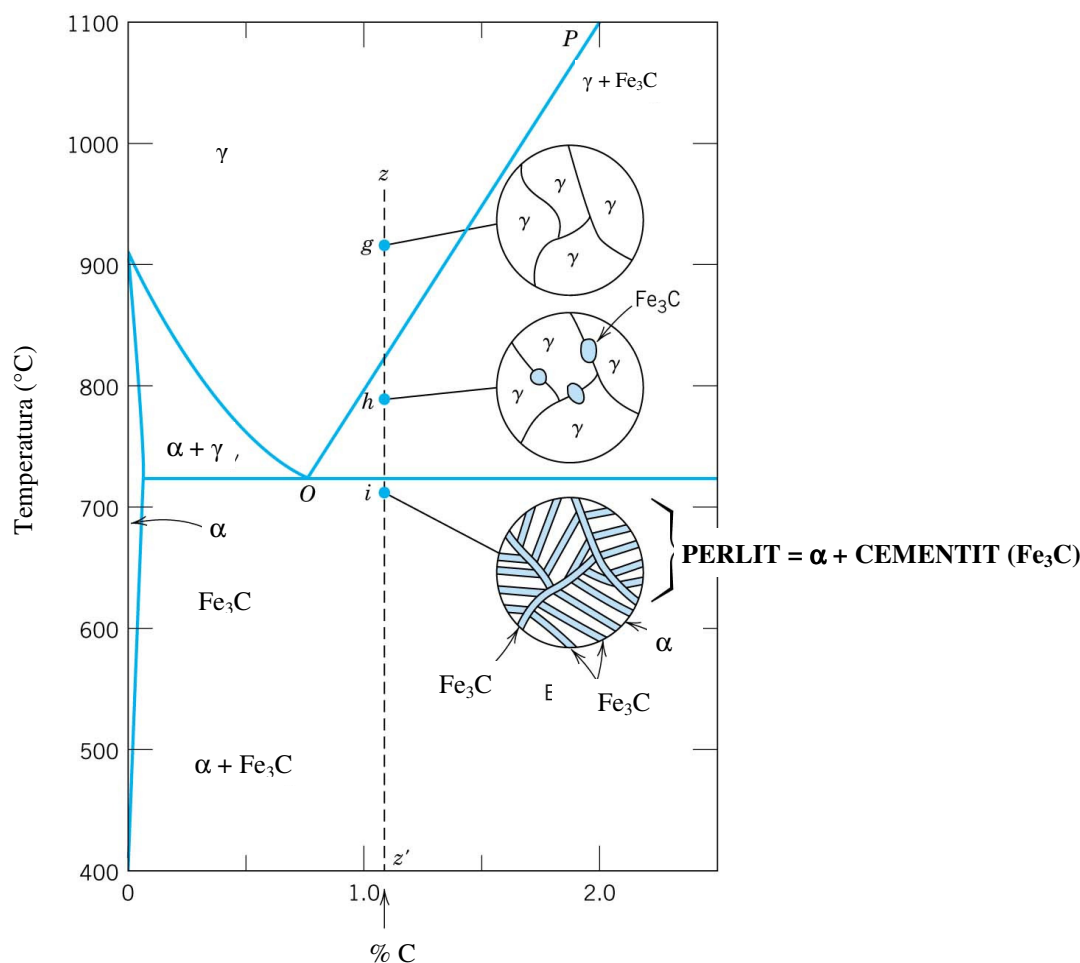 1100
P
γ + Fe₃C
1000
γ
z
γ
γ
γ
g
γ
900
Fe₃C
γ
γ
800
h
γ
γ
α + γ ,
O
i
700
α
PERLIT = α + CEMENTIT (Fe₃C)
Fe₃C
600
α
Fe₃C
E
Fe₃C
500
α + Fe₃C
z′
400
0
1.0
2.0
% C
Temperatura (°C)